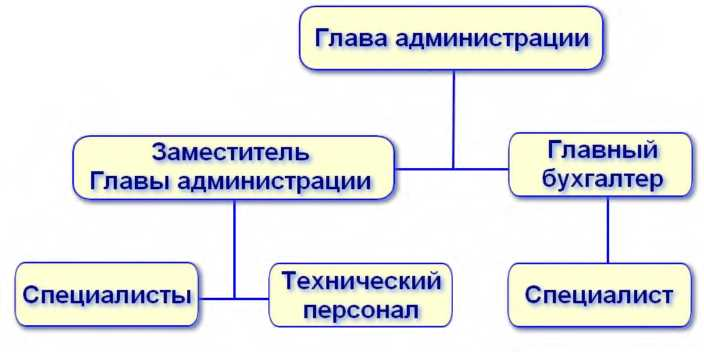 Глава администрации
Заместитель
Главы администрации
Главный
бухгалтер
Специалисты
Технический
персонал
Специалист